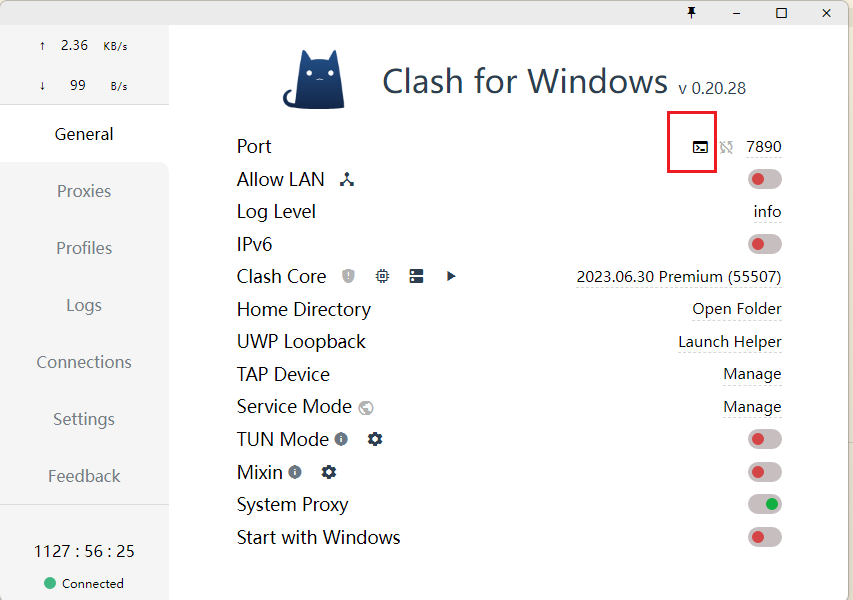 ↑ 2.36 KB/s
↓ 99 B/s
General
Proxies
Profiles
Logs
Connections
Settings
Feedback
1127 : 56 : 25
Connected
Clash for Windows v 0.20.28
Port 7890
Allow LAN
Log Level info
IPv6
Clash Core 2023.06.30 Premium (55507)
Home Directory Open Folder
UWP Loopback Launch Helper
TAP Device Manage
Service Mode Manage
TUN Mode
Mixin
System Proxy
Start with Windows